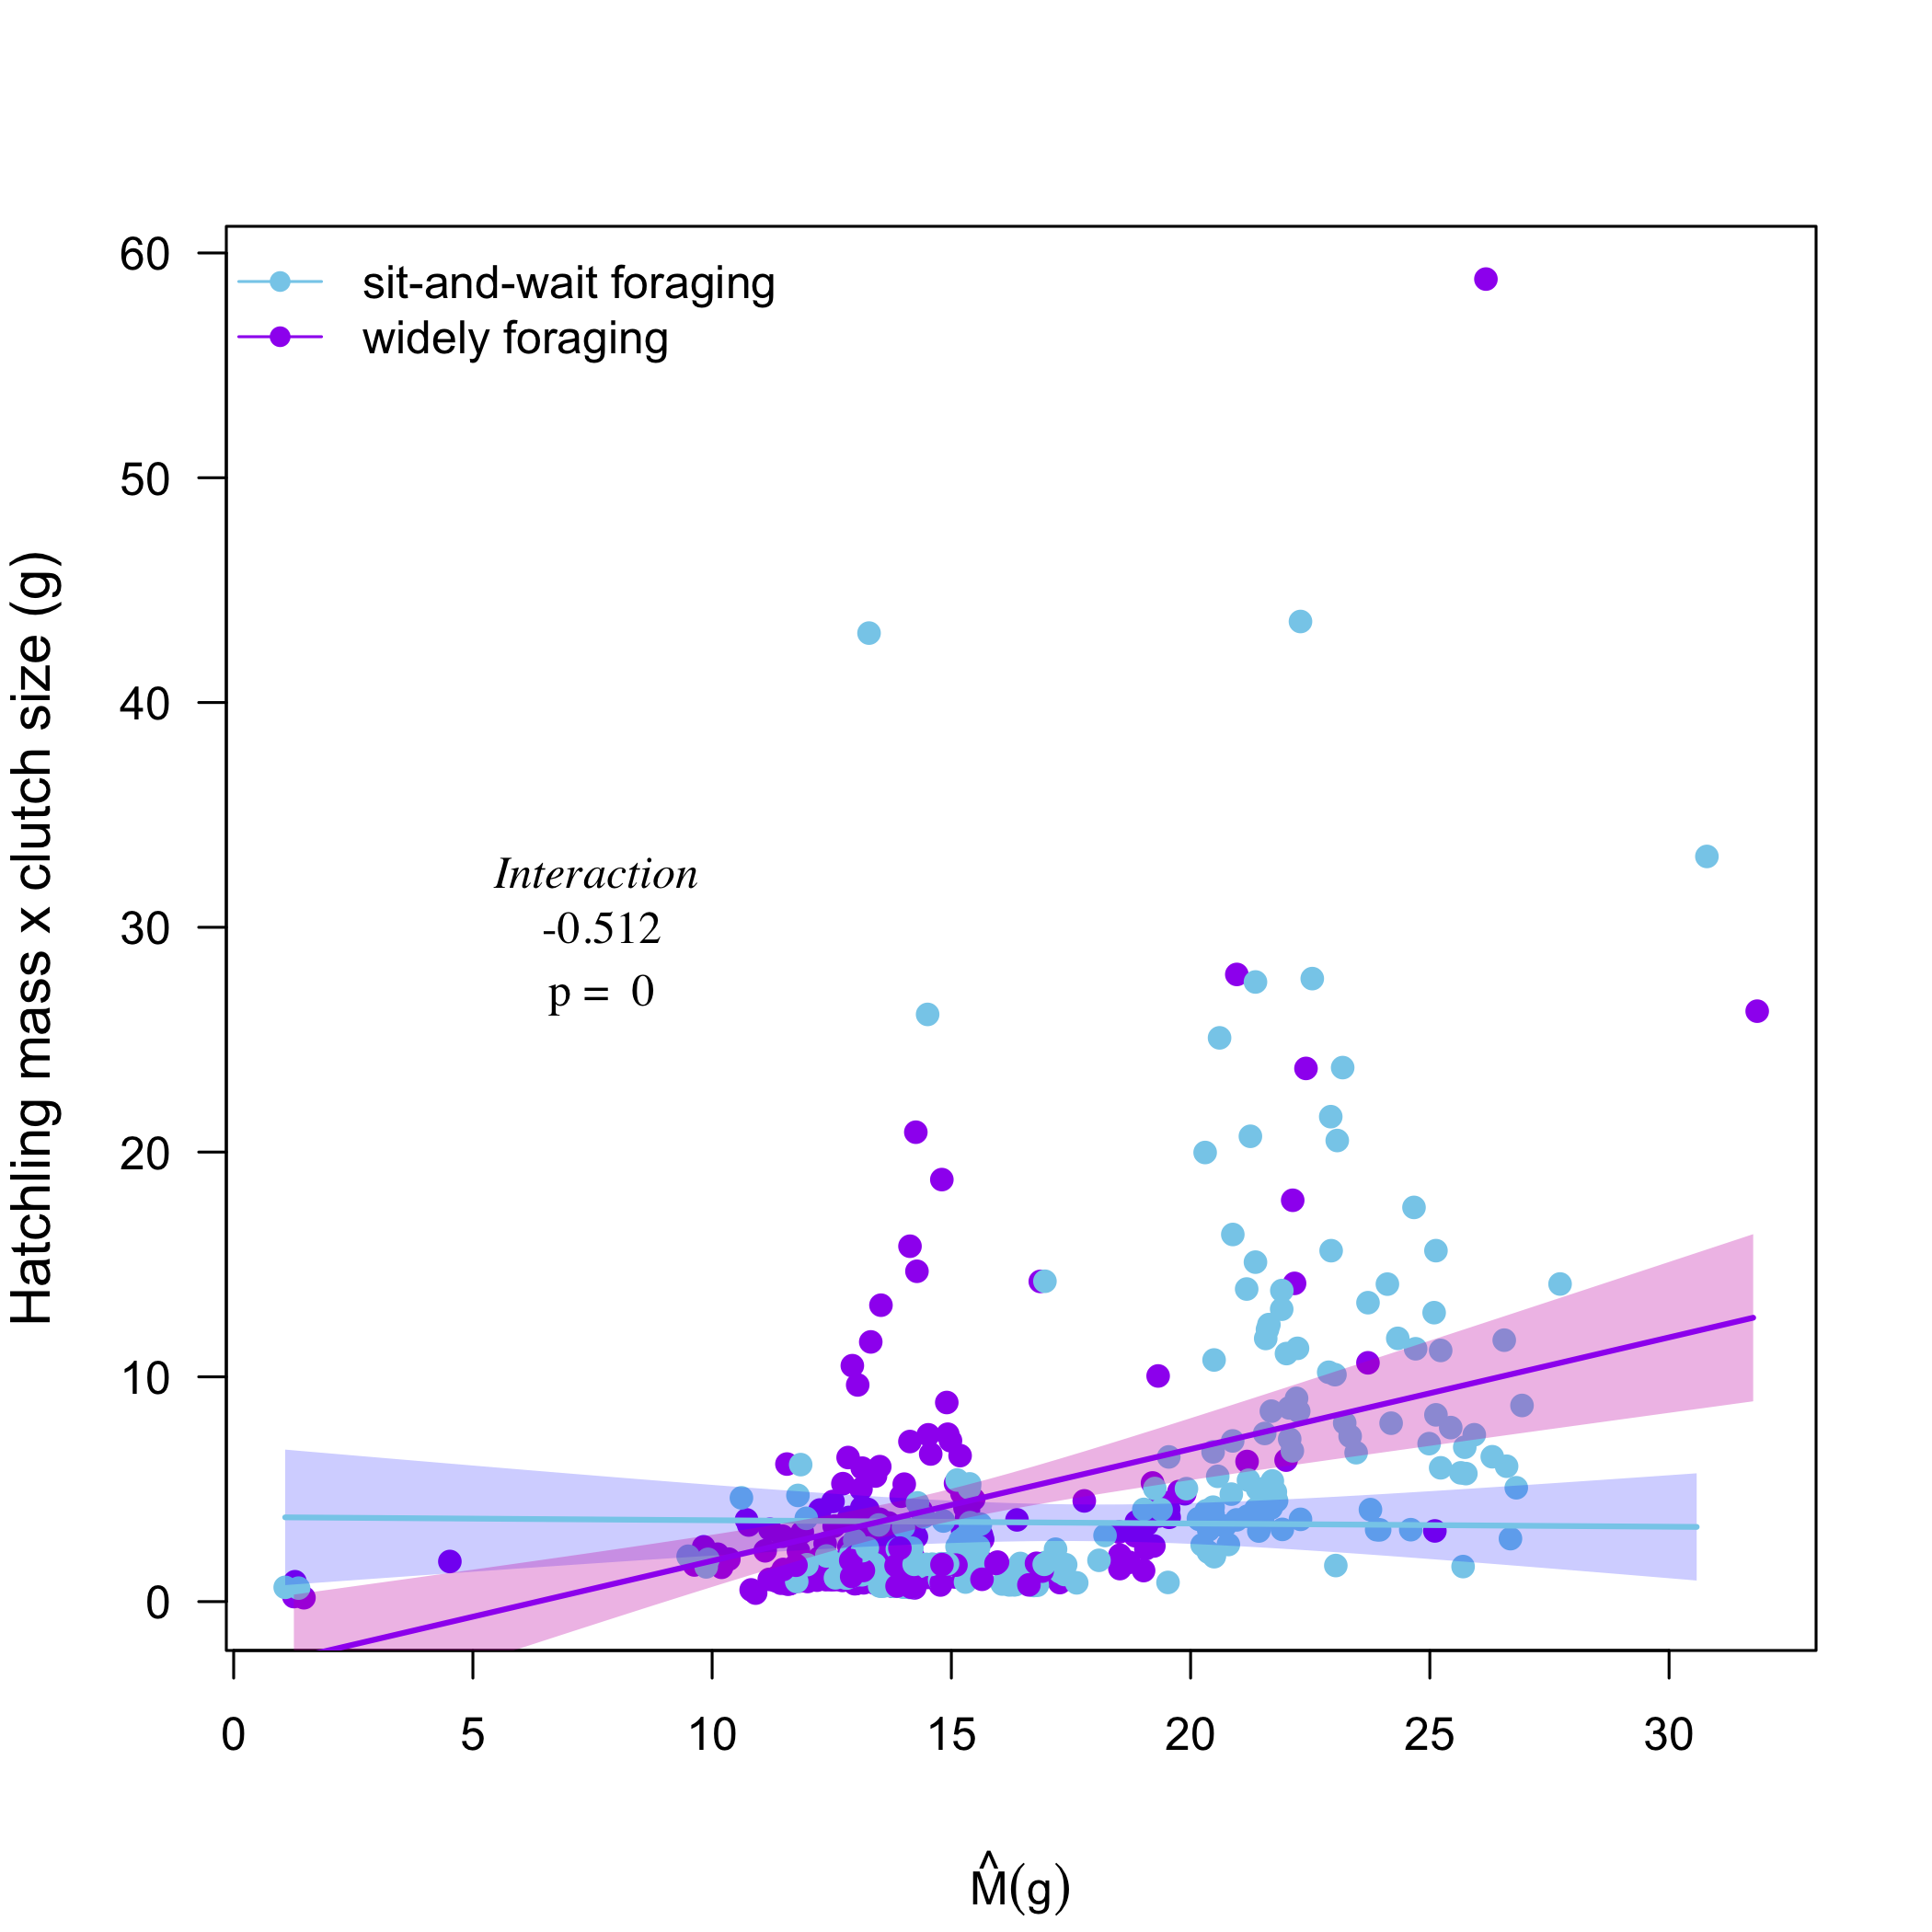 sit-and-wait foraging
widely foraging
Hatchling mass x clutch size (g)
60
50
40
30
20
10
0
Interaction
-0.512
p = 0
0 5 10 15 20 25 30
M̂(g)